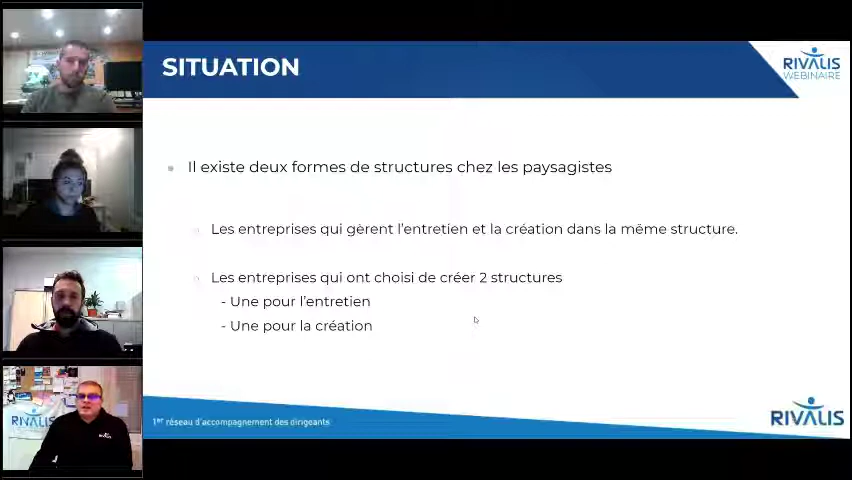 SITUATION
RIVALIS
WEBINAIRE
Il existe deux formes de structures chez les paysagistes
Les entreprises qui gèrent l'entretien et la création dans la même structure.
Les entreprises qui ont choisi de créer 2 structures
- Une pour l'entretien
- Une pour la création
1er réseau d'accompagnement des dirigeants
RIVALIS
RIVALIS